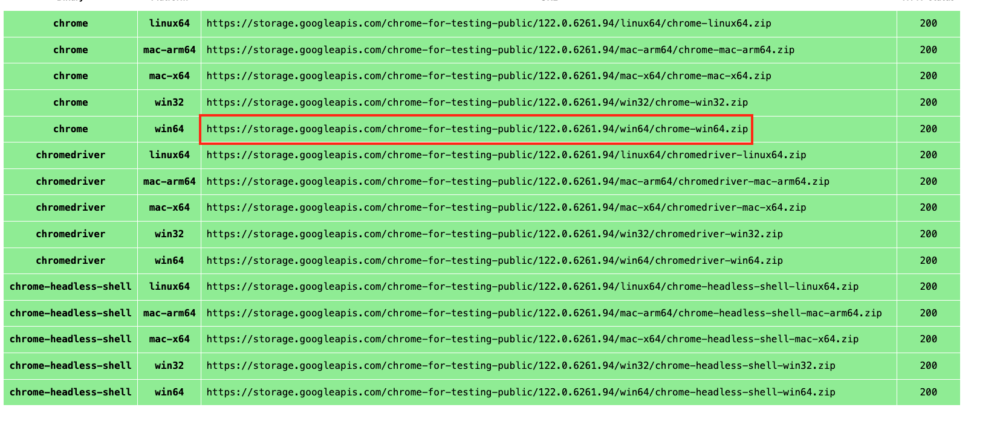 chrome linux64 https://storage.googleapis.com/chrome-for-testing-public/122.0.6261.94/linux64/chrome-linux64.zip 200
chrome mac-arm64 https://storage.googleapis.com/chrome-for-testing-public/122.0.6261.94/mac-arm64/chrome-mac-arm64.zip 200
chrome mac-x64 https://storage.googleapis.com/chrome-for-testing-public/122.0.6261.94/mac-x64/chrome-mac-x64.zip 200
chrome win32 https://storage.googleapis.com/chrome-for-testing-public/122.0.6261.94/win32/chrome-win32.zip 200
chrome win64 https://storage.googleapis.com/chrome-for-testing-public/122.0.6261.94/win64/chrome-win64.zip 200
chromedriver linux64 https://storage.googleapis.com/chrome-for-testing-public/122.0.6261.94/linux64/chromedriver-linux64.zip 200
chromedriver mac-arm64 https://storage.googleapis.com/chrome-for-testing-public/122.0.6261.94/mac-arm64/chromedriver-mac-arm64.zip 200
chromedriver mac-x64 https://storage.googleapis.com/chrome-for-testing-public/122.0.6261.94/mac-x64/chromedriver-mac-x64.zip 200
chromedriver win32 https://storage.googleapis.com/chrome-for-testing-public/122.0.6261.94/win32/chromedriver-win32.zip 200
chromedriver win64 https://storage.googleapis.com/chrome-for-testing-public/122.0.6261.94/win64/chromedriver-win64.zip 200
chrome-headless-shell linux64 https://storage.googleapis.com/chrome-for-testing-public/122.0.6261.94/linux64/chrome-headless-shell-linux64.zip 200
chrome-headless-shell mac-arm64 https://storage.googleapis.com/chrome-for-testing-public/122.0.6261.94/mac-arm64/chrome-headless-shell-mac-arm64.zip 200
chrome-headless-shell mac-x64 https://storage.googleapis.com/chrome-for-testing-public/122.0.6261.94/mac-x64/chrome-headless-shell-mac-x64.zip 200
chrome-headless-shell win32 https://storage.googleapis.com/chrome-for-testing-public/122.0.6261.94/win32/chrome-headless-shell-win32.zip 200
chrome-headless-shell win64 https://storage.googleapis.com/chrome-for-testing-public/122.0.6261.94/win64/chrome-headless-shell-win64.zip 200